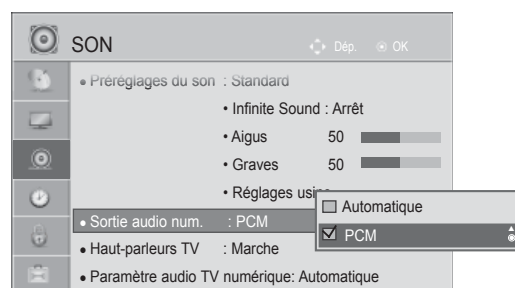 SON
Dép. OK
Préréglages du son : Standard
• Infinite Sound : Arrêt
• Aigus 50
• Graves 50
• Réglages usine
Automatique
• Sortie audio num. : PCM
PCM
• Haut-parleurs TV : Marche
• Paramètre audio TV numérique: Automatique